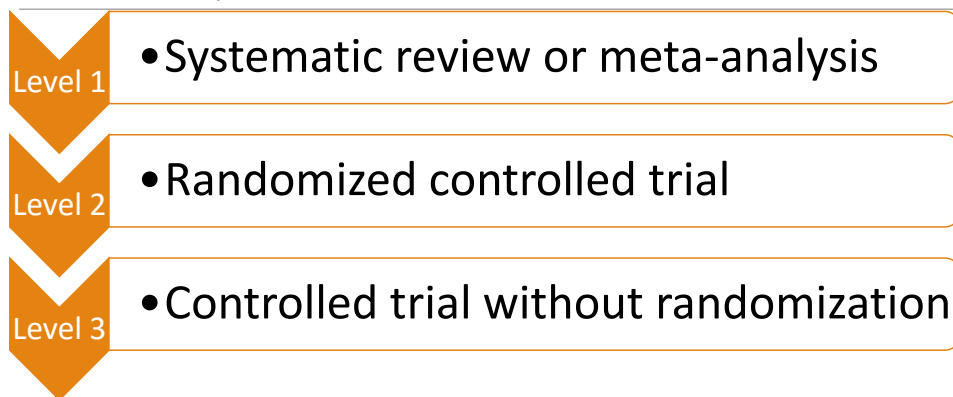 Level 1
•Systematic review or meta-analysis
Level 2
•Randomized controlled trial
Level 3
•Controlled trial without randomization